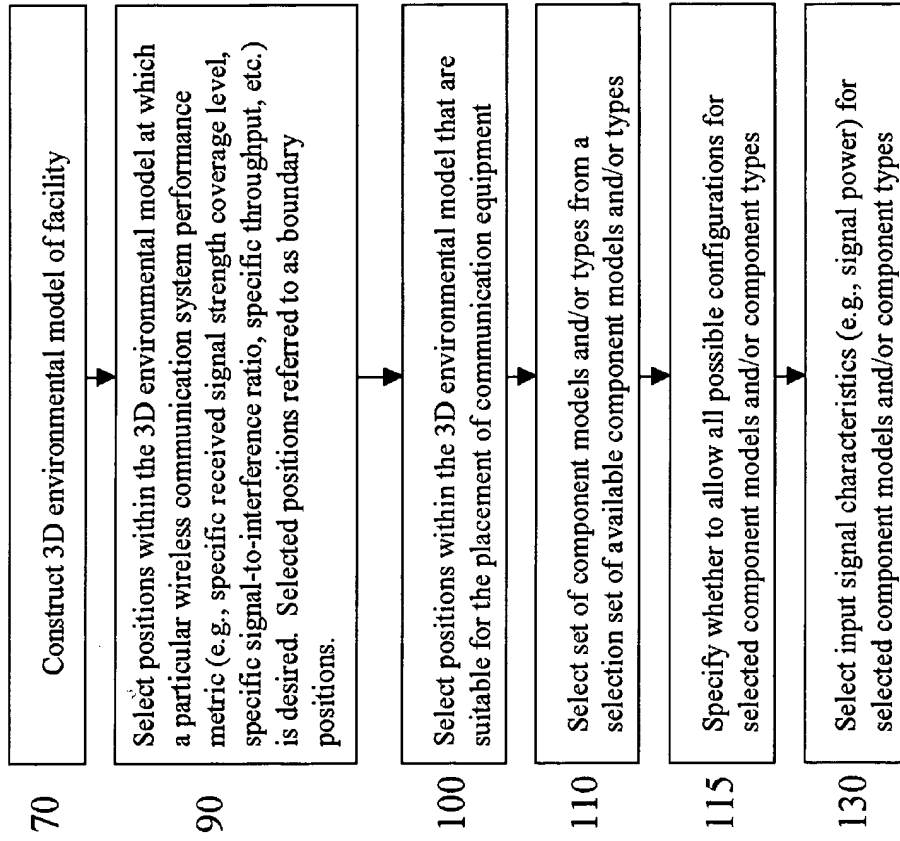 70
Construct 3D environmental model of facility
90
Select positions within the 3D environmental model at which
a particular wireless communication system performance
metric (e.g., specific received signal strength coverage level,
specific signal-to-interference ratio, specific throughput, etc.)
is desired. Selected positions referred to as boundary
positions.
100
Select positions within the 3D environmental model that are
suitable for the placement of communication equipment
110
Select set of component models and/or types from a
selection set of available component models and/or types
115
Specify whether to allow all possible configurations for
selected component models and/or component types
130
Select input signal characteristics (e.g., signal power) for
selected component models and/or component types